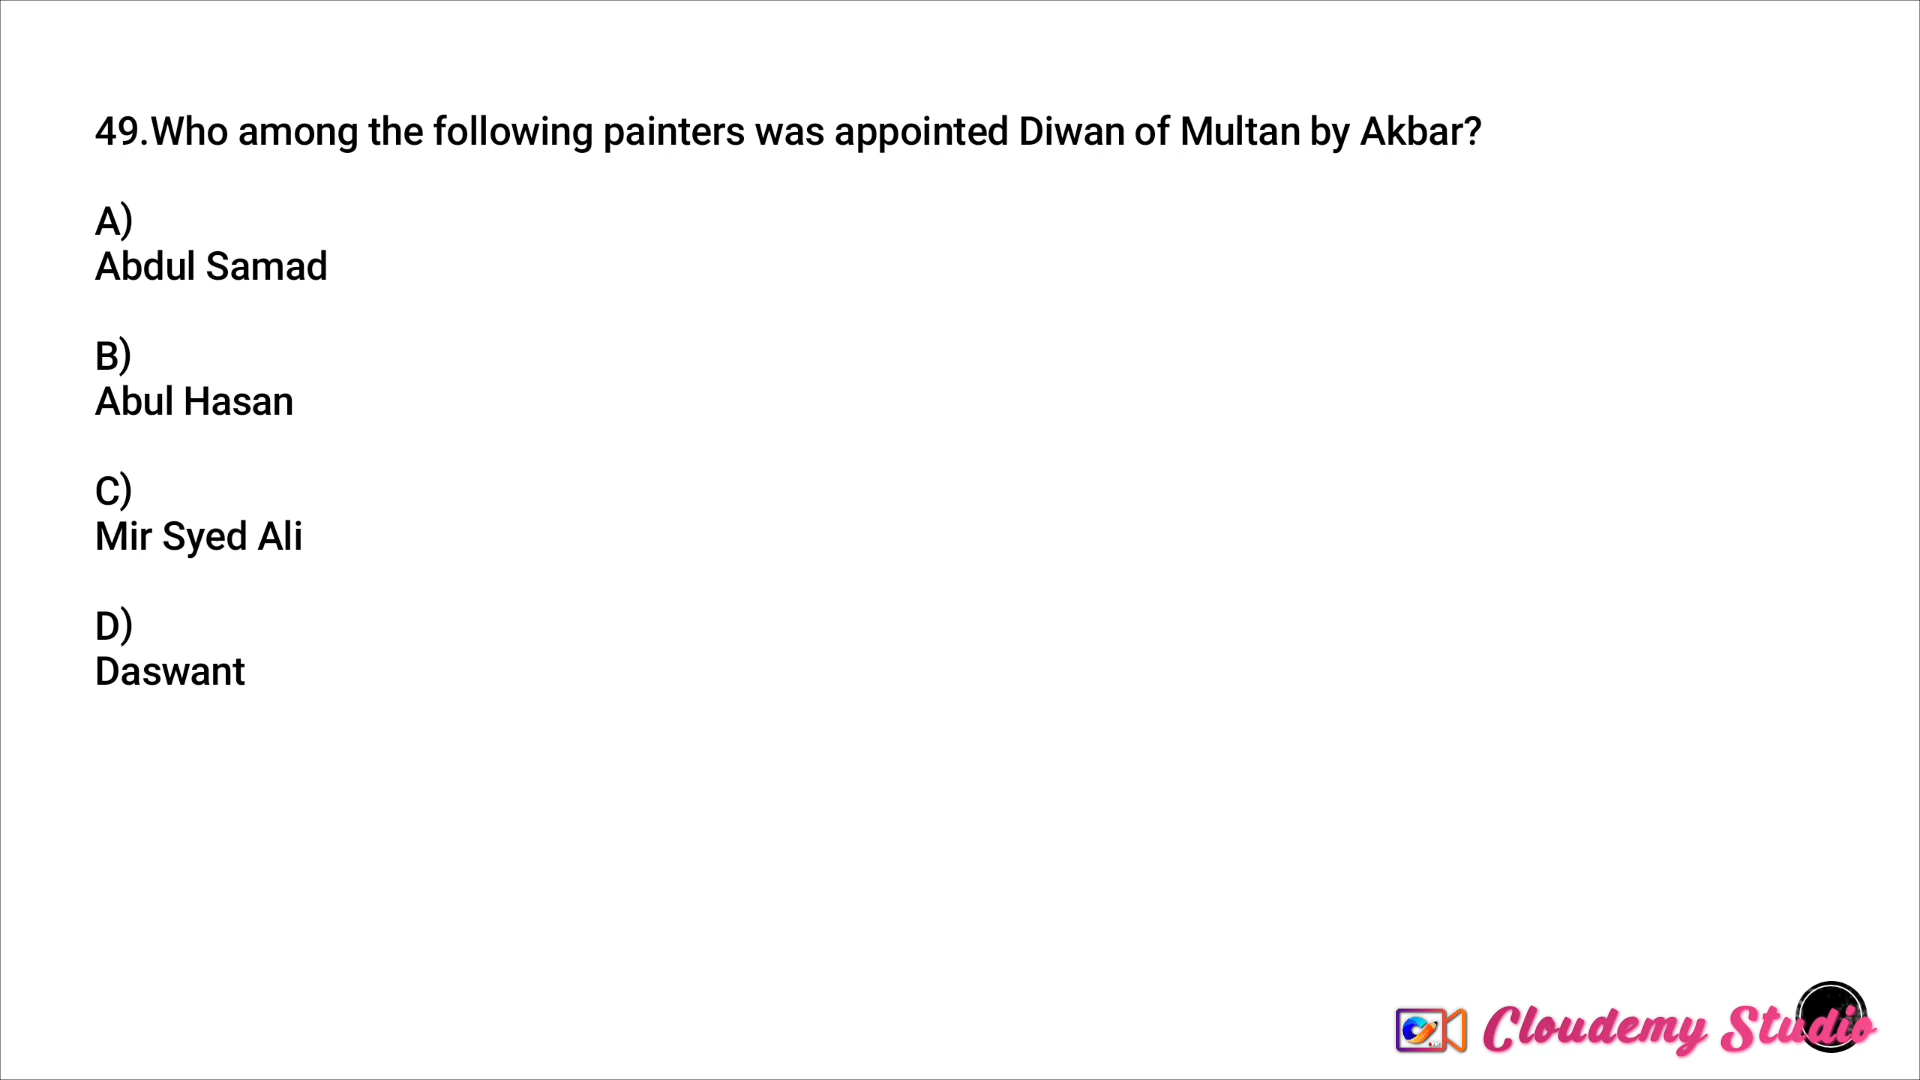 49.Who among the following painters was appointed Diwan of Multan by Akbar?
A)
Abdul Samad
B)
Abul Hasan
C)
Mir Syed Ali
D)
Daswant
Cloudemy Studio